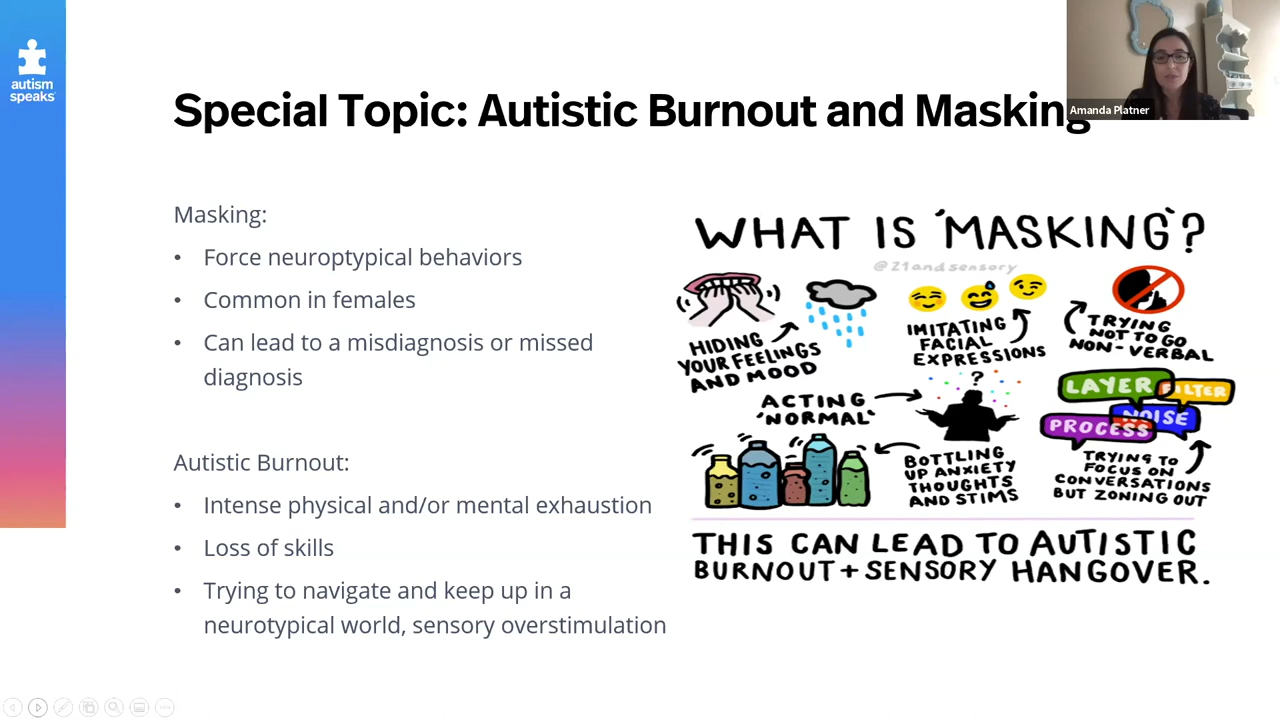 autism
speaks
Special Topic: Autistic Burnout and Masking
Amanda Platner
Masking:
• Force neuroptypical behaviors
• Common in females
• Can lead to a misdiagnosis or missed
diagnosis
Autistic Burnout:
• Intense physical and/or mental exhaustion
• Loss of skills
• Trying to navigate and keep up in a
neurotypical world, sensory overstimulation
WHAT IS 'MASKING'?
@21andsensory
HIDING
YOUR FEELINGS
AND MOOD
IMITATING
FACIAL
EXPRESSIONS
TRYING
NOT TO GO
NON-VERBAL
ACTING
'NORMAL'
?
LAYER
FILTER
NOISE
PROCESS
BOTTLING
UP ANXIETY
THOUGHTS
AND STIMS
TRYING TO
FOCUS ON
CONVERSATIONS
BUT ZONING OUT
THIS CAN LEAD TO AUTISTIC
BURNOUT + SENSORY HANGOVER.